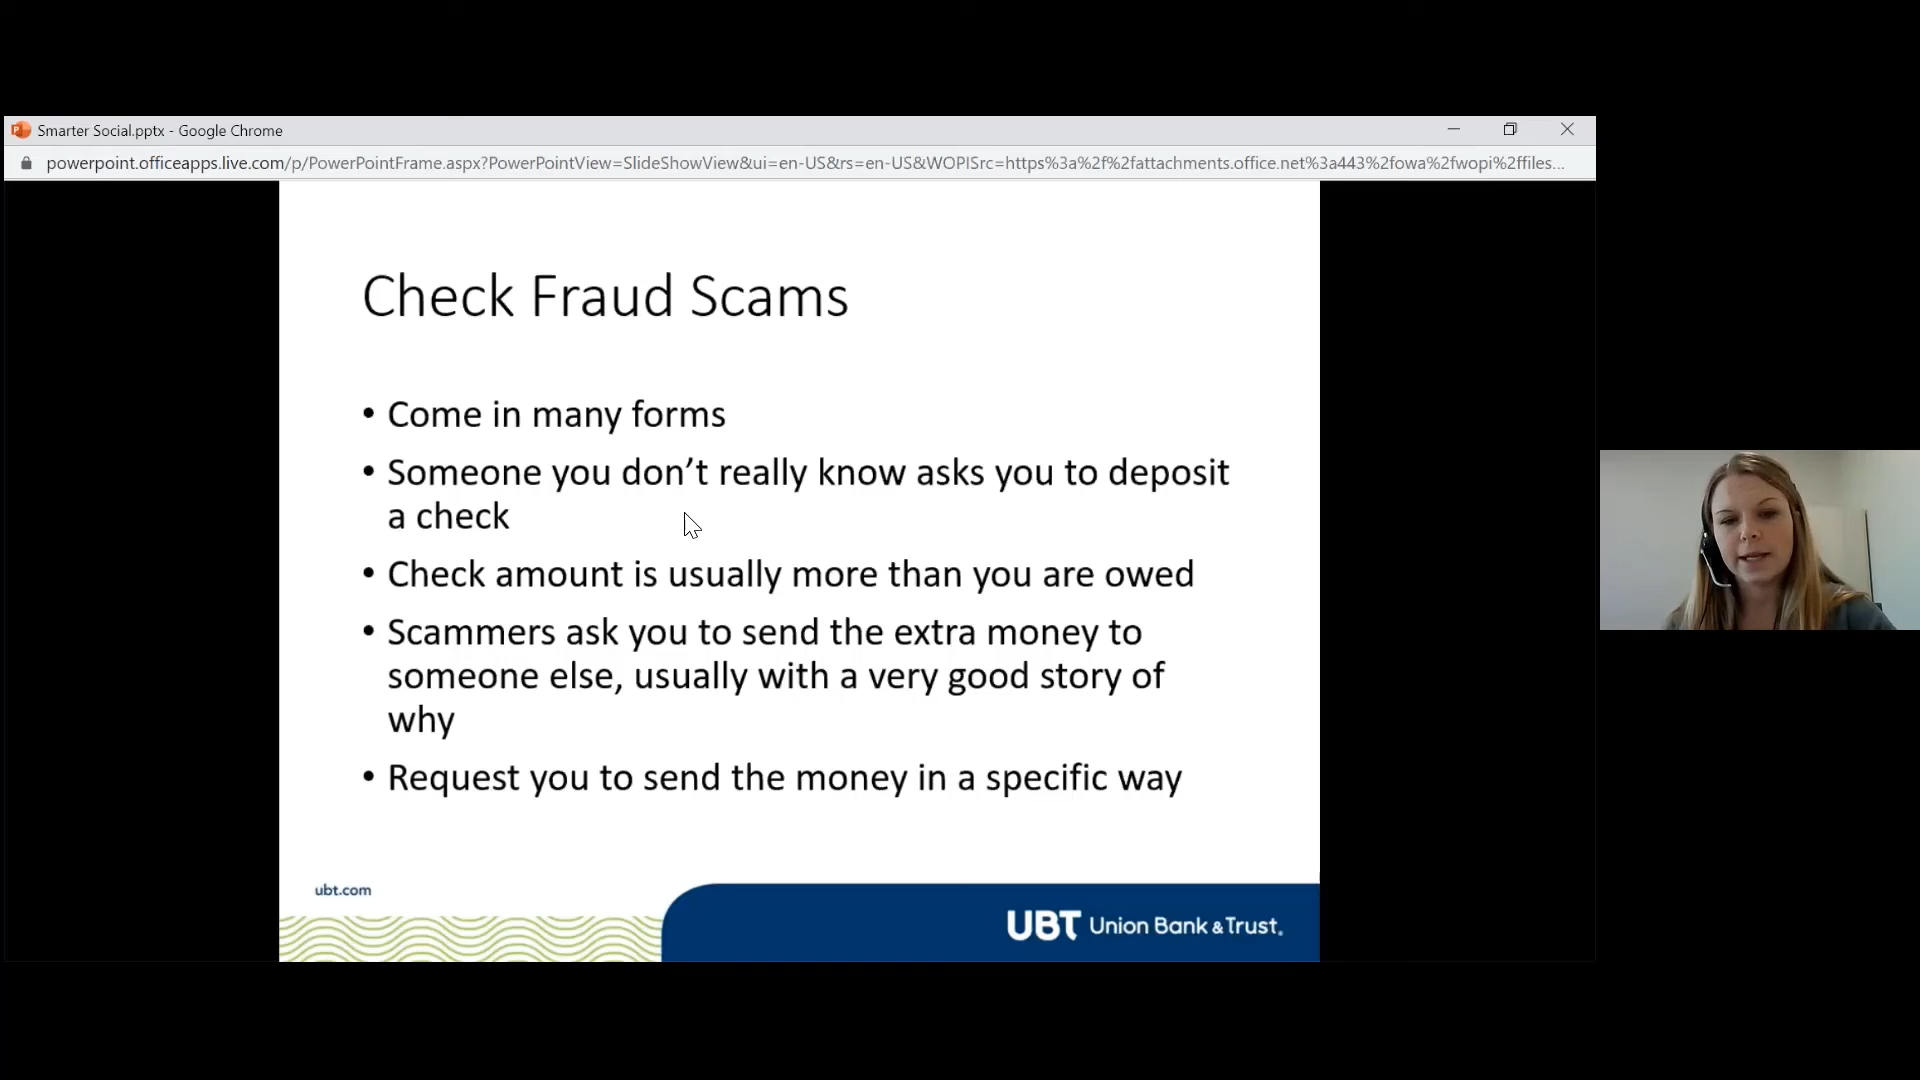 Smarter Social.pptx - Google Chrome
powerpoint.officeapps.live.com/p/PowerPointFrame.aspx?PowerPointView=SlideShowView&ui=en-US&rs=en-US&WOPISrc=https%3a%2f%2fattachments.office.net%3a443%2fowa%2fwopi%2ffiles...
Check Fraud Scams
• Come in many forms
• Someone you don’t really know asks you to deposit
a check
• Check amount is usually more than you are owed
• Scammers ask you to send the extra money to
someone else, usually with a very good story of
why
• Request you to send the money in a specific way
ubt.com
UBT Union Bank & Trust.